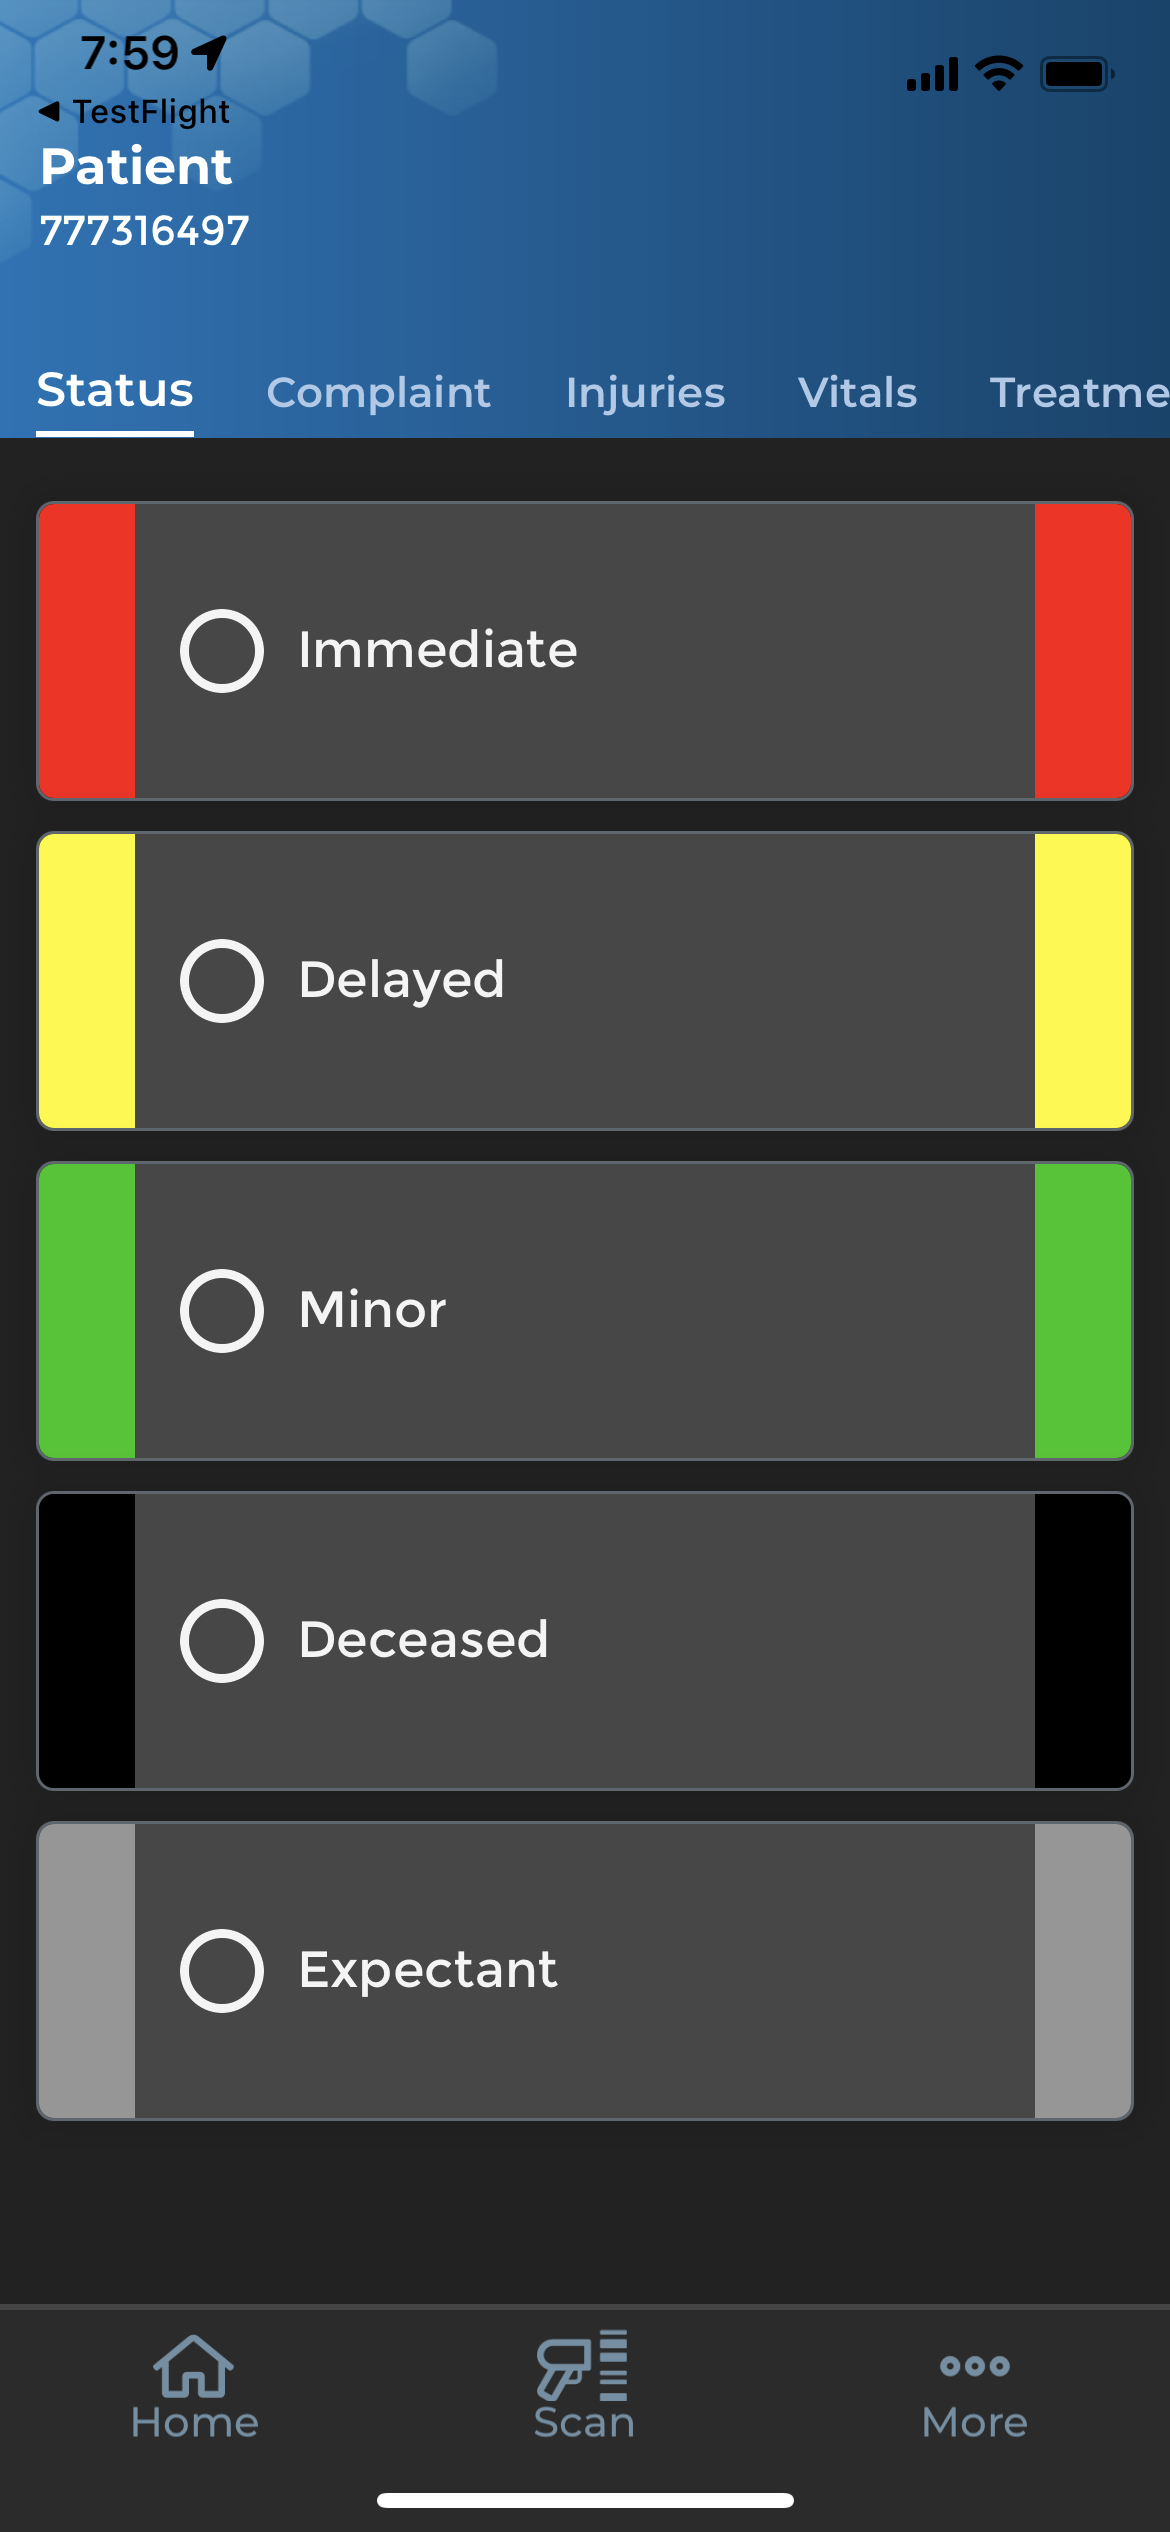 7:59
◀ TestFlight
Patient
777316497
Status Complaint Injuries Vitals Treatme
Immediate
Delayed
Minor
Deceased
Expectant
Home Scan More